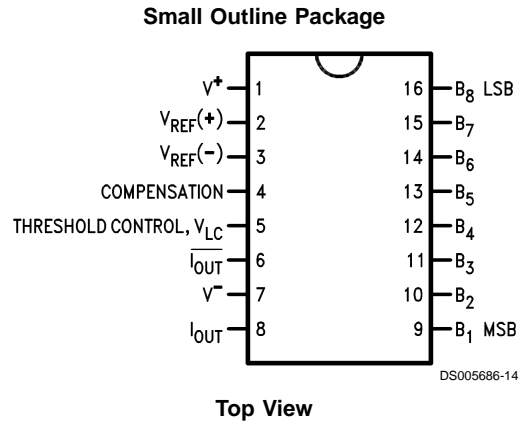 Small Outline Package
V+ 1 16 B8 LSB
VREF(+) 2 15 B7
VREF(−) 3 14 B6
COMPENSATION 4 13 B5
THRESHOLD CONTROL, VLC 5 12 B4
I̅O̅U̅T̅ 6 11 B3
V− 7 10 B2
IOUT 8 9 B1 MSB
DS005686-14
Top View